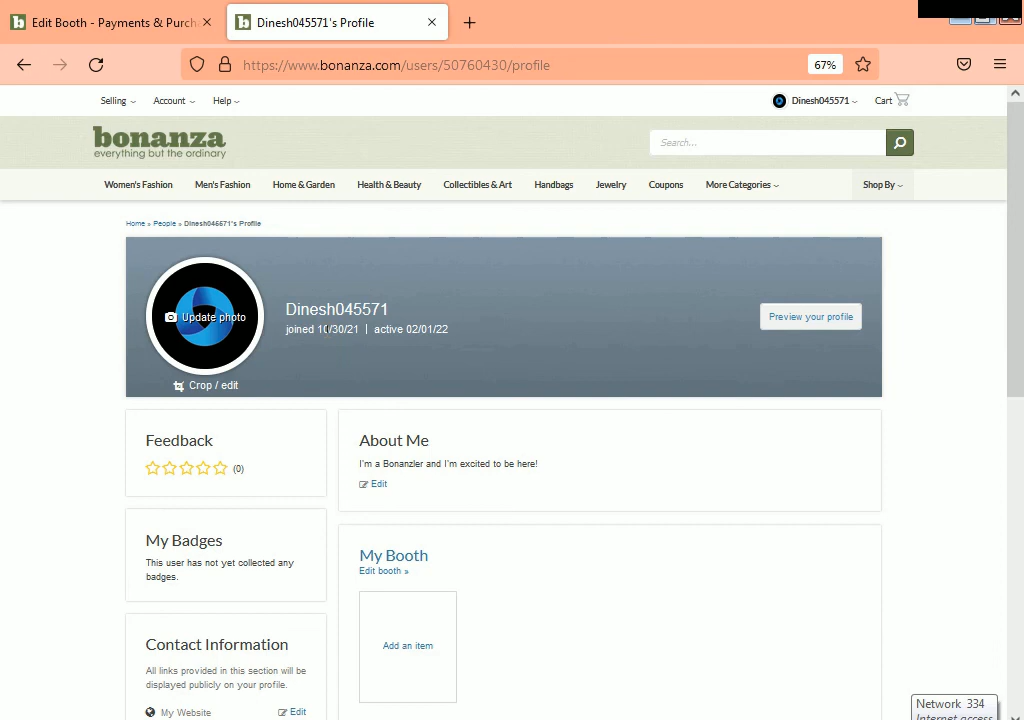 Edit Booth - Payments & Purch
Dinesh045571's Profile
https://www.bonanza.com/users/50760430/profile
67%
Selling
Account
Help
Dinesh045571
Cart
bonanza
everything but the ordinary
Search...
Women's Fashion
Men's Fashion
Home & Garden
Health & Beauty
Collectibles & Art
Handbags
Jewelry
Coupons
More Categories
Shop By
Home » People » Dinesh045571's Profile
Update photo
Crop / edit
Dinesh045571
joined 10/30/21 | active 02/01/22
Preview your profile
Feedback
(0)
About Me
I'm a Bonanzler and I'm excited to be here!
Edit
My Badges
This user has not yet collected any
badges.
My Booth
Edit booth »
Add an item
Contact Information
All links provided in this section will be
displayed publicly on your profile.
My Website
Edit
Network 334
Internet access